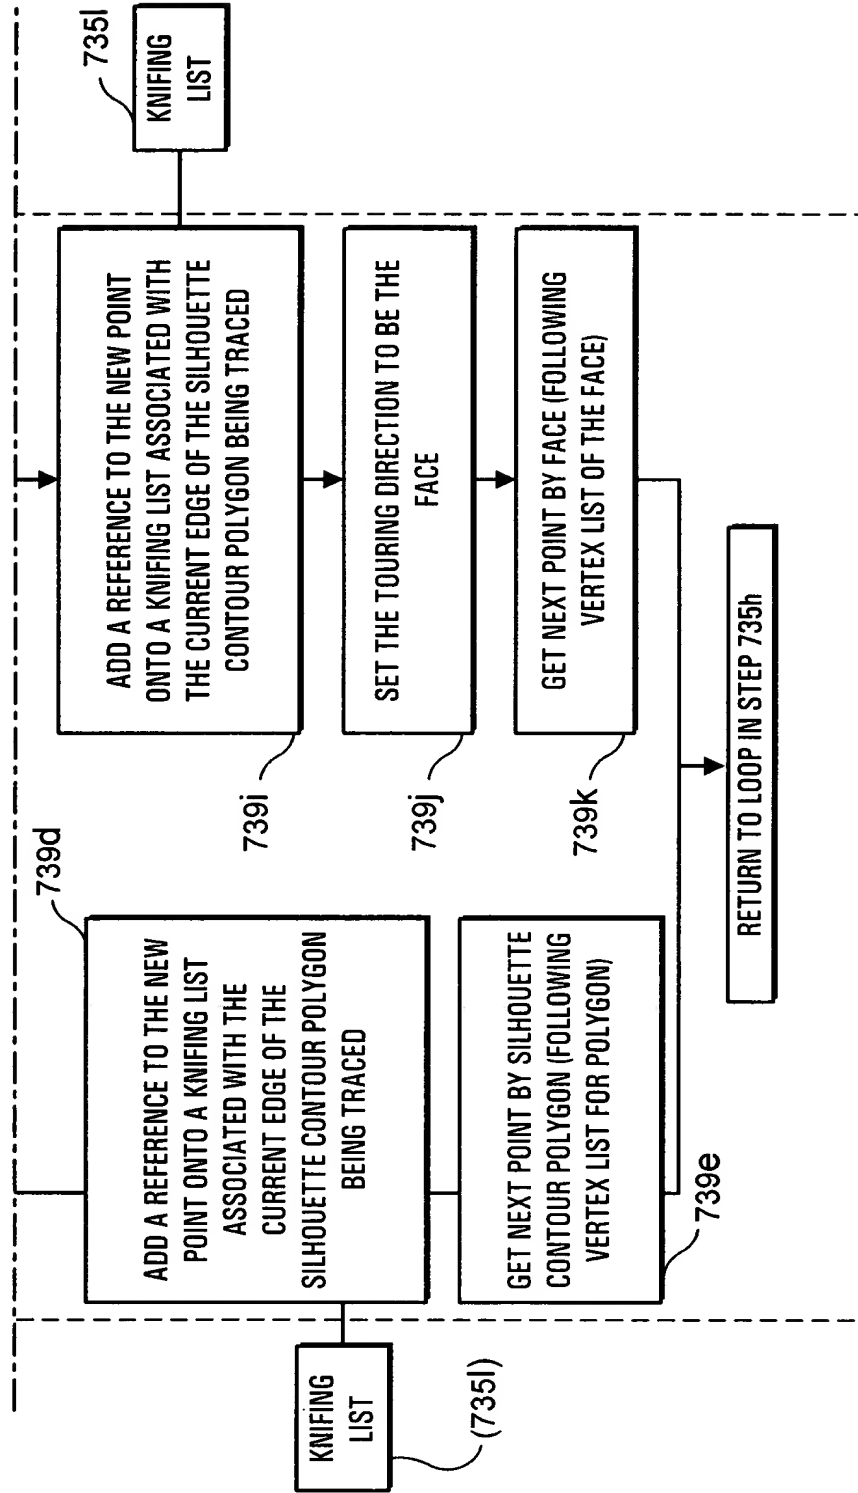 739d
ADD A REFERENCE TO THE NEW
POINT ONTO A KNIFING LIST
ASSOCIATED WITH THE
CURRENT EDGE OF THE
SILHOUETTE CONTOUR POLYGON
BEING TRACED
KNIFING
LIST
(735l)
GET NEXT POINT BY SILHOUETTE
CONTOUR POLYGON (FOLLOWING
VERTEX LIST FOR POLYGON)
739e
ADD A REFERENCE TO THE NEW POINT
ONTO A KNIFING LIST ASSOCIATED WITH
THE CURRENT EDGE OF THE SILHOUETTE
CONTOUR POLYGON BEING TRACED
739i
KNIFING
LIST
735l
SET THE TOURING DIRECTION TO BE THE
FACE
739j
GET NEXT POINT BY FACE (FOLLOWING
VERTEX LIST OF THE FACE)
739k
RETURN TO LOOP IN STEP 735h